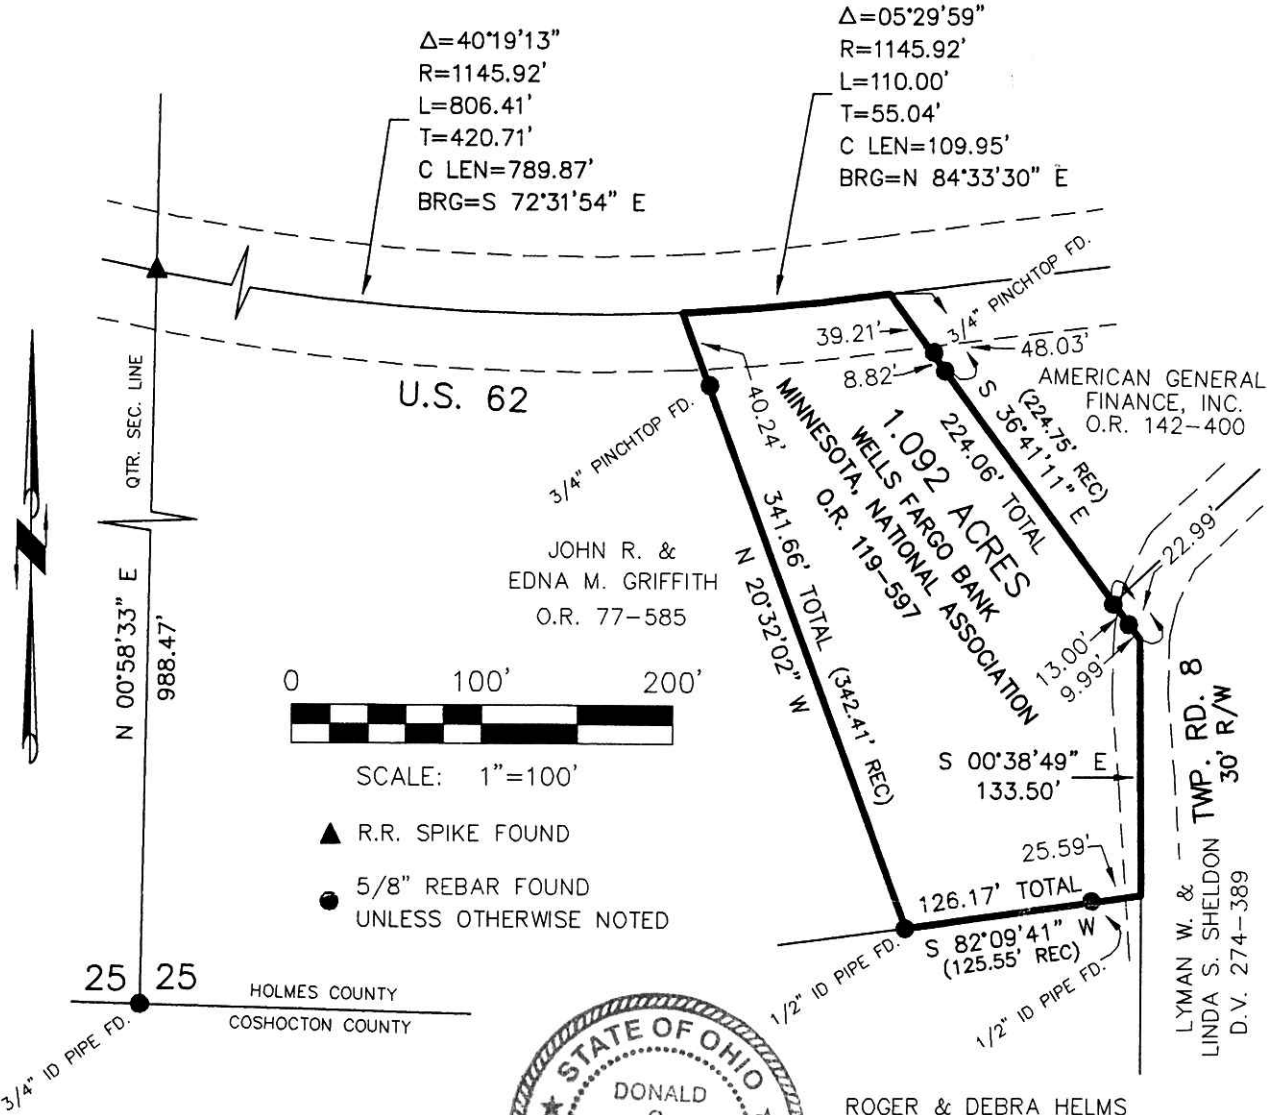 Δ=40°19'13"
R=1145.92'
L=806.41'
T=420.71'
C LEN=789.87'
BRG=S 72°31'54" E
Δ=05°29'59"
R=1145.92'
L=110.00'
T=55.04'
C LEN=109.95'
BRG=N 84°33'30" E
3/4" PINCHTOP FD.
39.21'
48.03'
8.82'
U.S. 62
QTR. SEC. LINE
3/4" PINCHTOP FD.
40.24'
AMERICAN GENERAL
FINANCE, INC.
O.R. 142-400
S 36°41'11" E
(224.75' REC)
224.06' TOTAL
1.092 ACRES
WELLS FARGO BANK
MINNESOTA, NATIONAL ASSOCIATION
O.R. 119-597
341.66' TOTAL (342.41' REC)
N 20°32'02" W
JOHN R. &
EDNA M. GRIFFITH
O.R. 77-585
22.99'
13.00'
9.99'
N 00°58'33" E
988.47'
0 100' 200'
SCALE: 1"=100'
R.R. SPIKE FOUND
5/8" REBAR FOUND
UNLESS OTHERWISE NOTED
S 00°38'49" E
133.50'
TWP. RD. 8
30' R/W
25.59'
126.17' TOTAL
S 82°09'41" W
(125.55' REC)
1/2" ID PIPE FD.
1/2" ID PIPE FD.
LYMAN W. &
LINDA S. SHELDON
D.V. 274-389
25 25
HOLMES COUNTY
COSHOCTON COUNTY
3/4" ID PIPE FD.
STATE OF OHIO
DONALD
ROGER & DEBRA HELMS